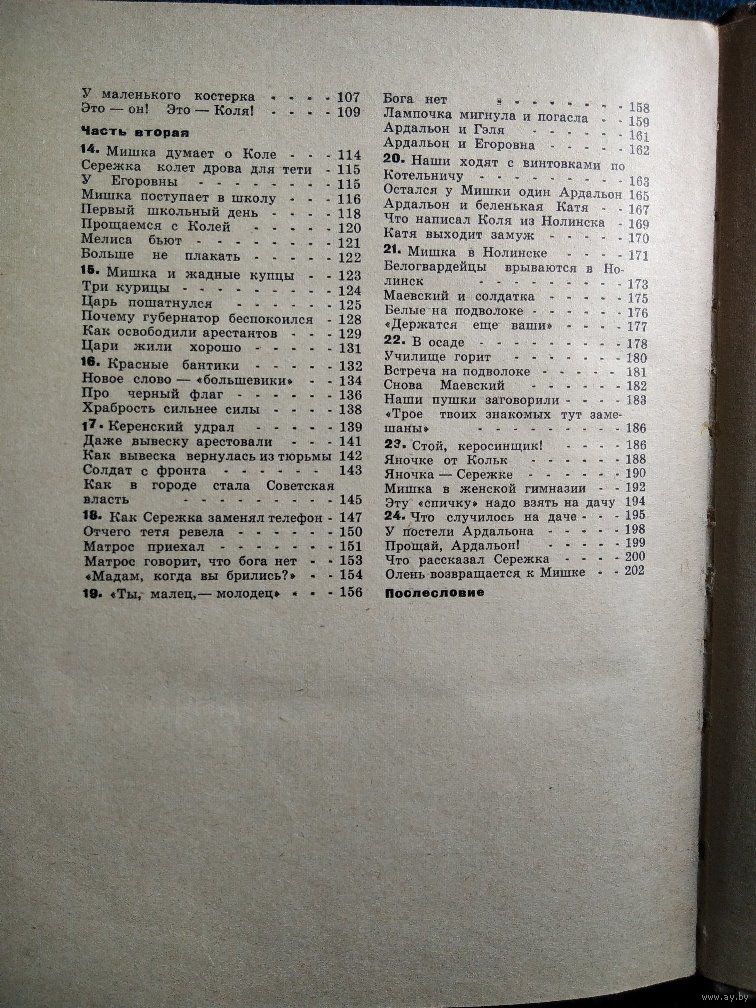 У маленького костерка - - - - 107
Это — он! Это — Коля! - - - - 109
Часть вторая
14. Мишка думает о Коле - - - 114
Сережка колет дрова для тети - 115
У Егоровны - - - - - - - 115
Мишка поступает в школу - - - 116
Первый школьный день - - - - 118
Прощаемся с Колей - - - - 120
Мелиса бьют - - - - - - - 121
Больше не плакать - - - - - 122
15. Мишка и жадные купцы - - 123
Три курицы - - - - - - - - 124
Царь пошатнулся - - - - - 125
Почему губернатор беспокоился - 128
Как освободили арестантов - - - 129
Цари жили хорошо - - - - - 131
16. Красные бантики - - - - - 132
Новое слово — «большевики» - - 134
Про черный флаг - - - - - - 136
Храбрость сильнее силы - - - - 138
17. Керенский удрал - - - - - 139
Даже вывеску арестовали - - - 141
Как вывеска вернулась из тюрьмы 142
Солдат с фронта - - - - - - 143
Как в городе стала Советская
власть - - - - - - - - 145
18. Как Сережка заменял телефон - 147
Отчего тетя ревела - - - - - - 150
Матрос приехал - - - - - - 151
Матрос говорит, что бога нет - - 153
«Мадам, когда вы брились?» - - 154
19. «Ты, малец,— молодец» - - - 156
Бога нет - - - - - - - - 158
Лампочка мигнула и погасла - - 159
Ардальон и Гэля - - - - - 161
Ардальон и Егоровна - - - - 162
20. Наши ходят с винтовками по
Котельничу - - - - - - - - 163
Остался у Мишки один Ардальон 165
Ардальон и беленькая Катя - - 167
Что написал Коля из Нолинска - 169
Катя выходит замуж - - - - - 170
21. Мишка в Нолинске - - - - 171
Белогвардейцы врываются в Но-
линск - - - - - - - - 173
Маевский и солдатка - - - - - 175
Белые на подволоке - - - - - 176
«Держатся еще ваши» - - - - 177
22. В осаде - - - - - - - - 178
Училище горит - - - - - - 180
Встреча на подволоке - - - - - 181
Снова Маевский - - - - - 182
Наши пушки заговорили - - - - 183
«Трое твоих знакомых тут заме-
шаны» - - - - - - - - 186
23. Стой, керосинщик! - - - - 186
Яночке от Кольк - - - - - - 188
Яночка — Сережке - - - - - 190
Мишка в женской гимназии - - 192
Эту «спичку» надо взять на дачу 194
24. Что случилось на даче - - - 195
У постели Ардальона - - - - - 198
Прощай, Ардальон! - - - - 199
Что рассказал Сережка - - - - 200
Олень возвращается к Мишке - - 202
Послесловие
www.ay.by